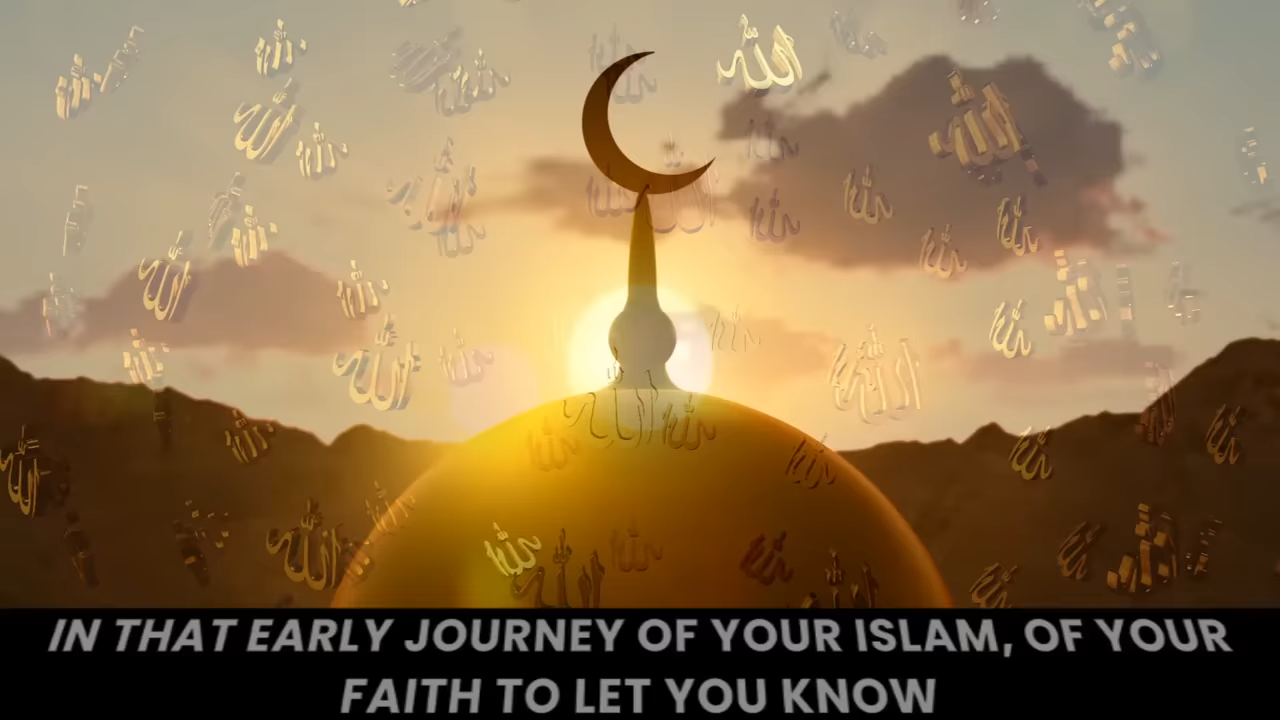 الله
IN THAT EARLY JOURNEY OF YOUR ISLAM, OF YOUR
FAITH TO LET YOU KNOW